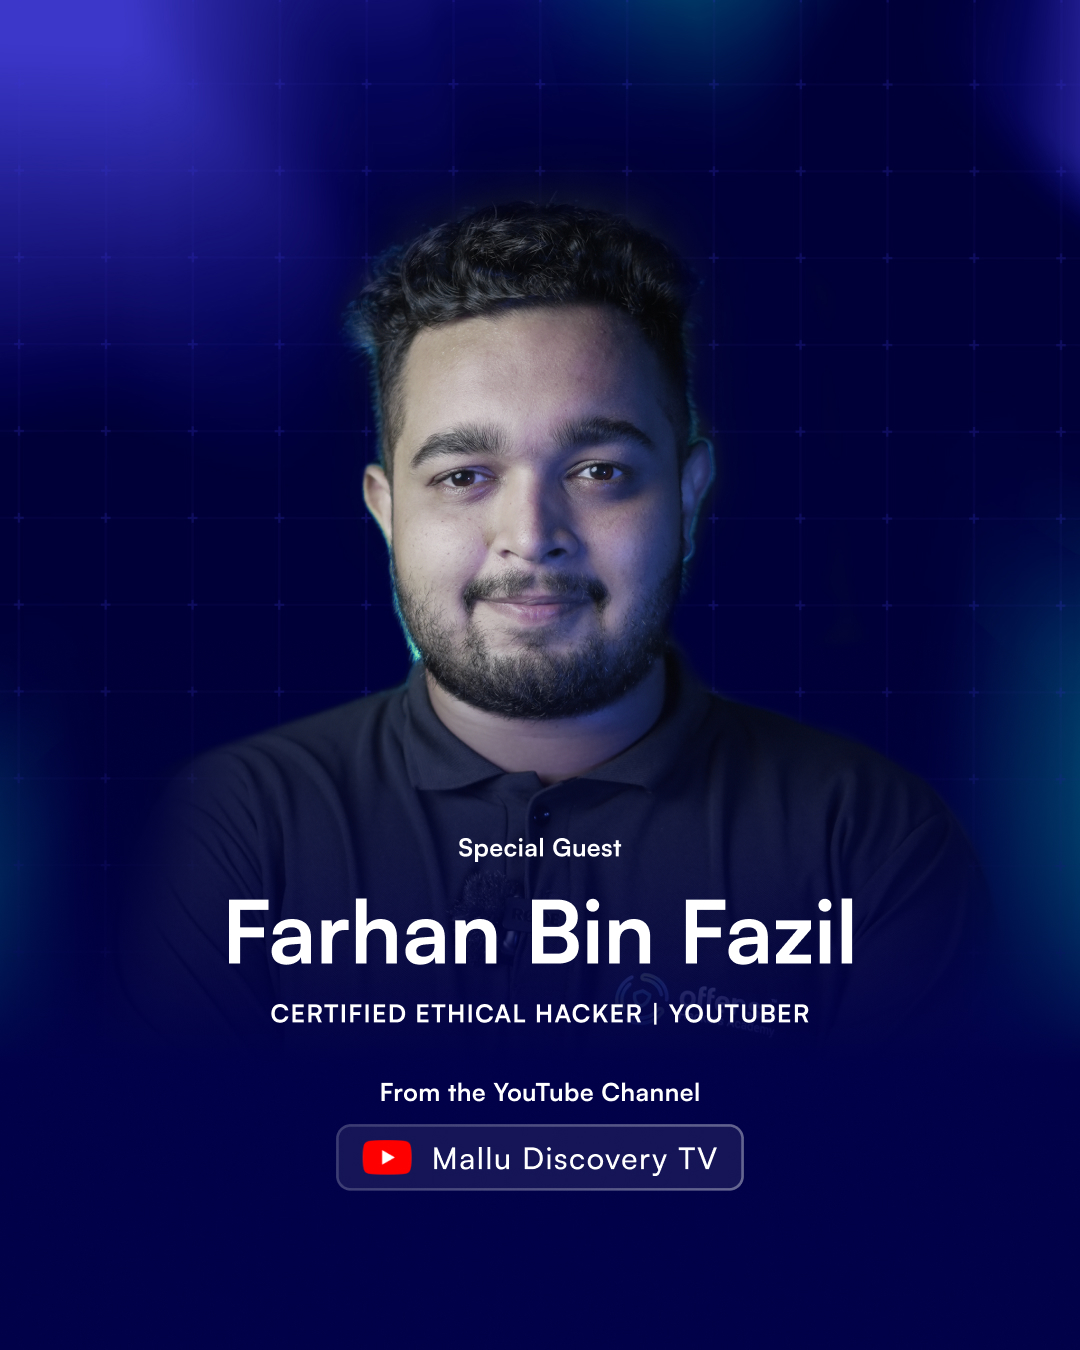 Special Guest
Farhan Bin Fazil
CERTIFIED ETHICAL HACKER | YOUTUBER
From the YouTube Channel
Mallu Discovery TV